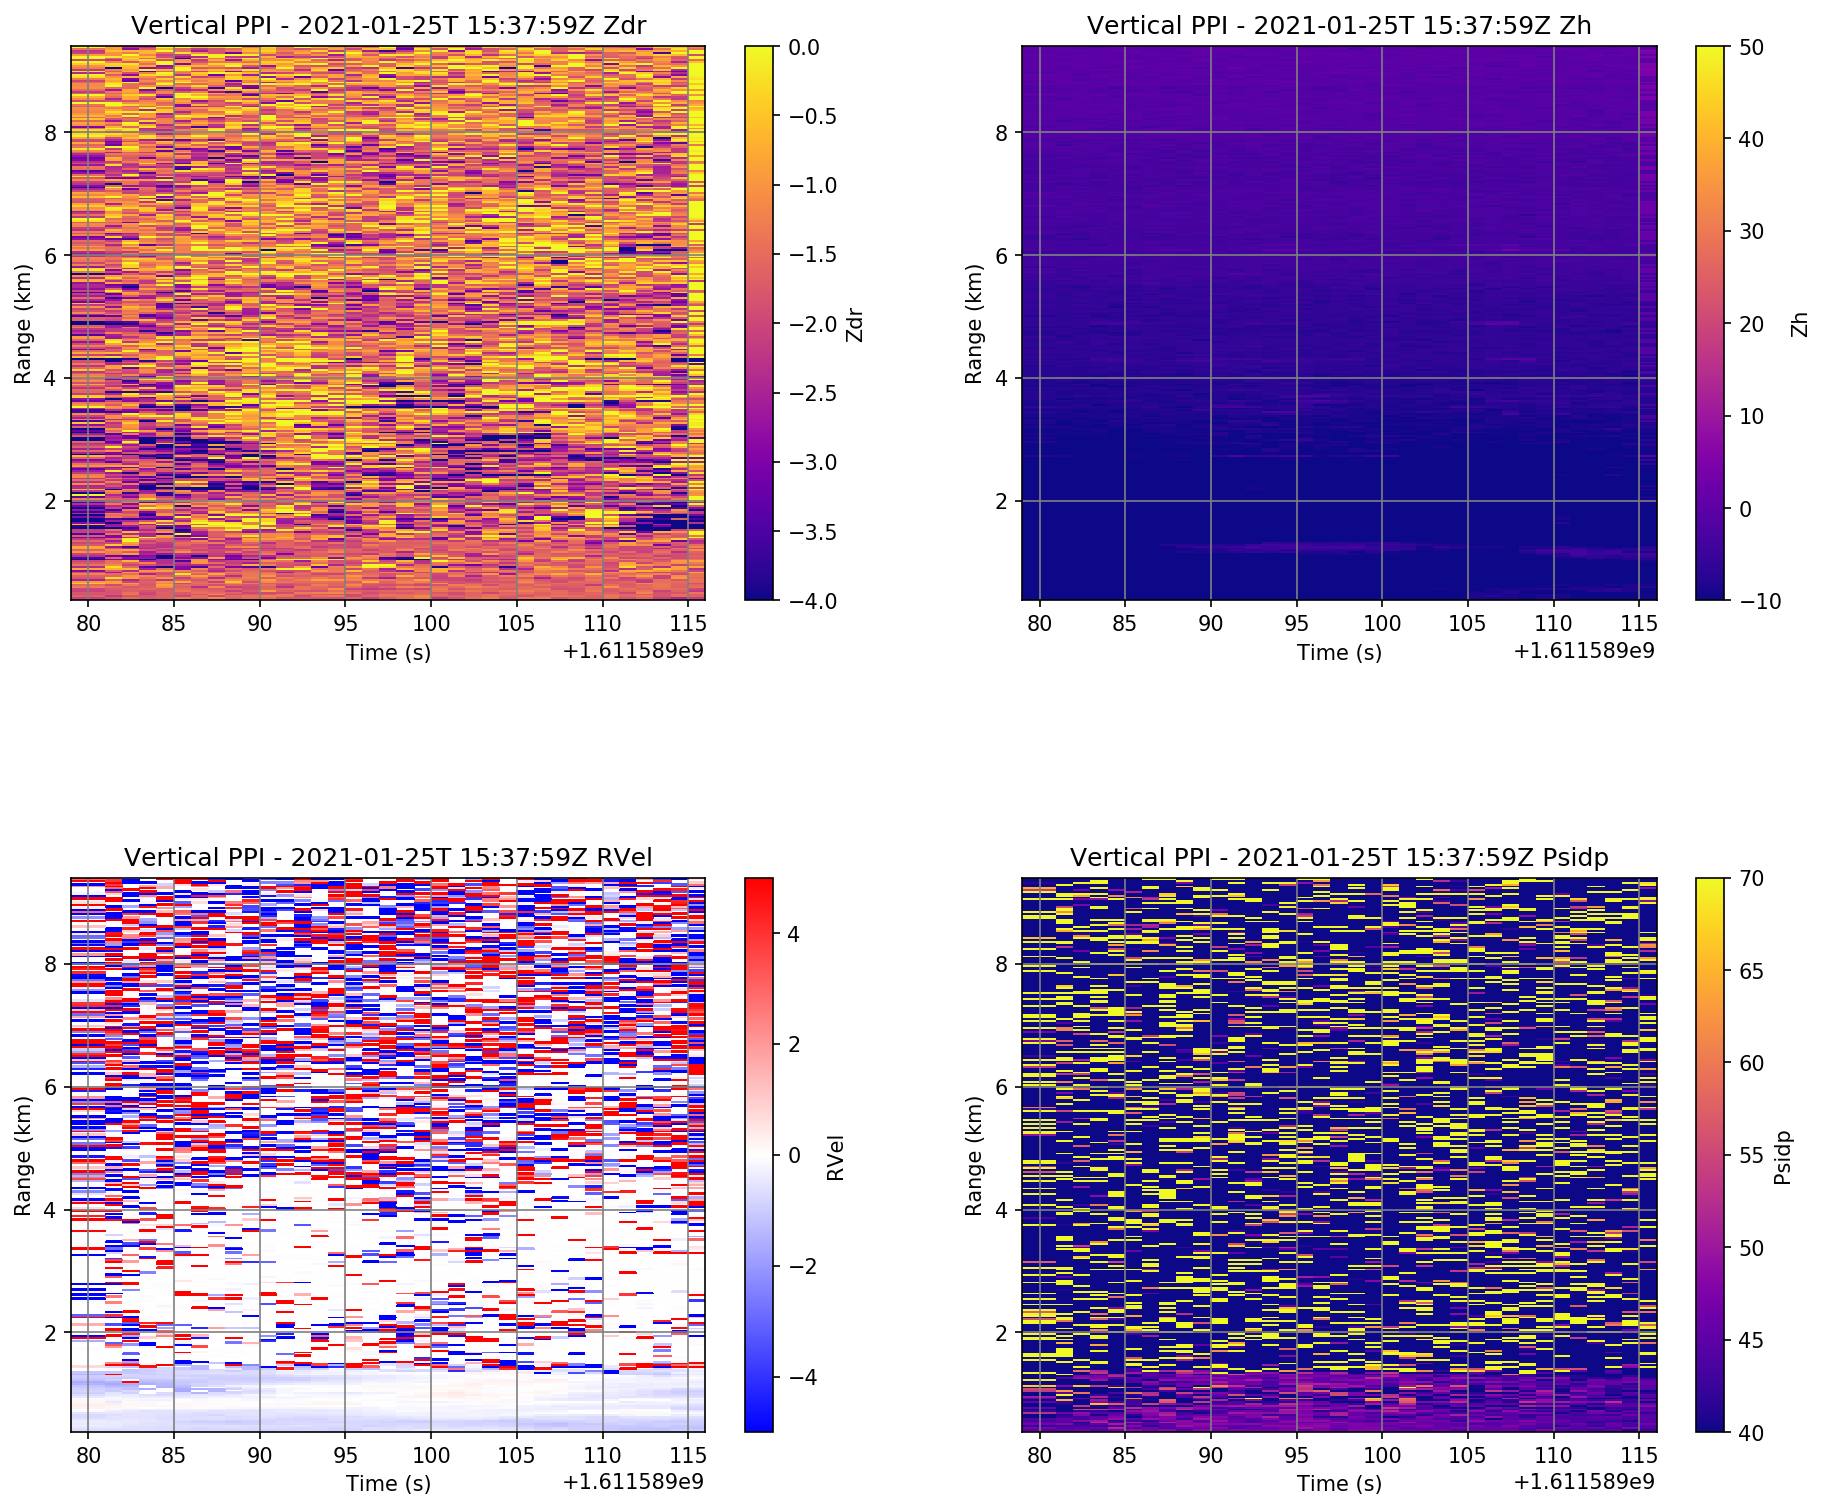 Vertical PPI - 2021-01-25T 15:37:59Z Zdr
Range (km)
8
6
4
2
80 85 90 95 100 105 110 115
Time (s)
+1.611589e9
0.0
−0.5
−1.0
−1.5
−2.0
−2.5
−3.0
−3.5
−4.0
Zdr
Vertical PPI - 2021-01-25T 15:37:59Z Zh
Range (km)
8
6
4
2
80 85 90 95 100 105 110 115
Time (s)
+1.611589e9
50
40
30
20
10
0
−10
Zh
Vertical PPI - 2021-01-25T 15:37:59Z RVel
Range (km)
8
6
4
2
80 85 90 95 100 105 110 115
Time (s)
+1.611589e9
4
2
0
−2
−4
RVel
Vertical PPI - 2021-01-25T 15:37:59Z Psidp
Range (km)
8
6
4
2
80 85 90 95 100 105 110 115
Time (s)
+1.611589e9
70
65
60
55
50
45
40
Psidp